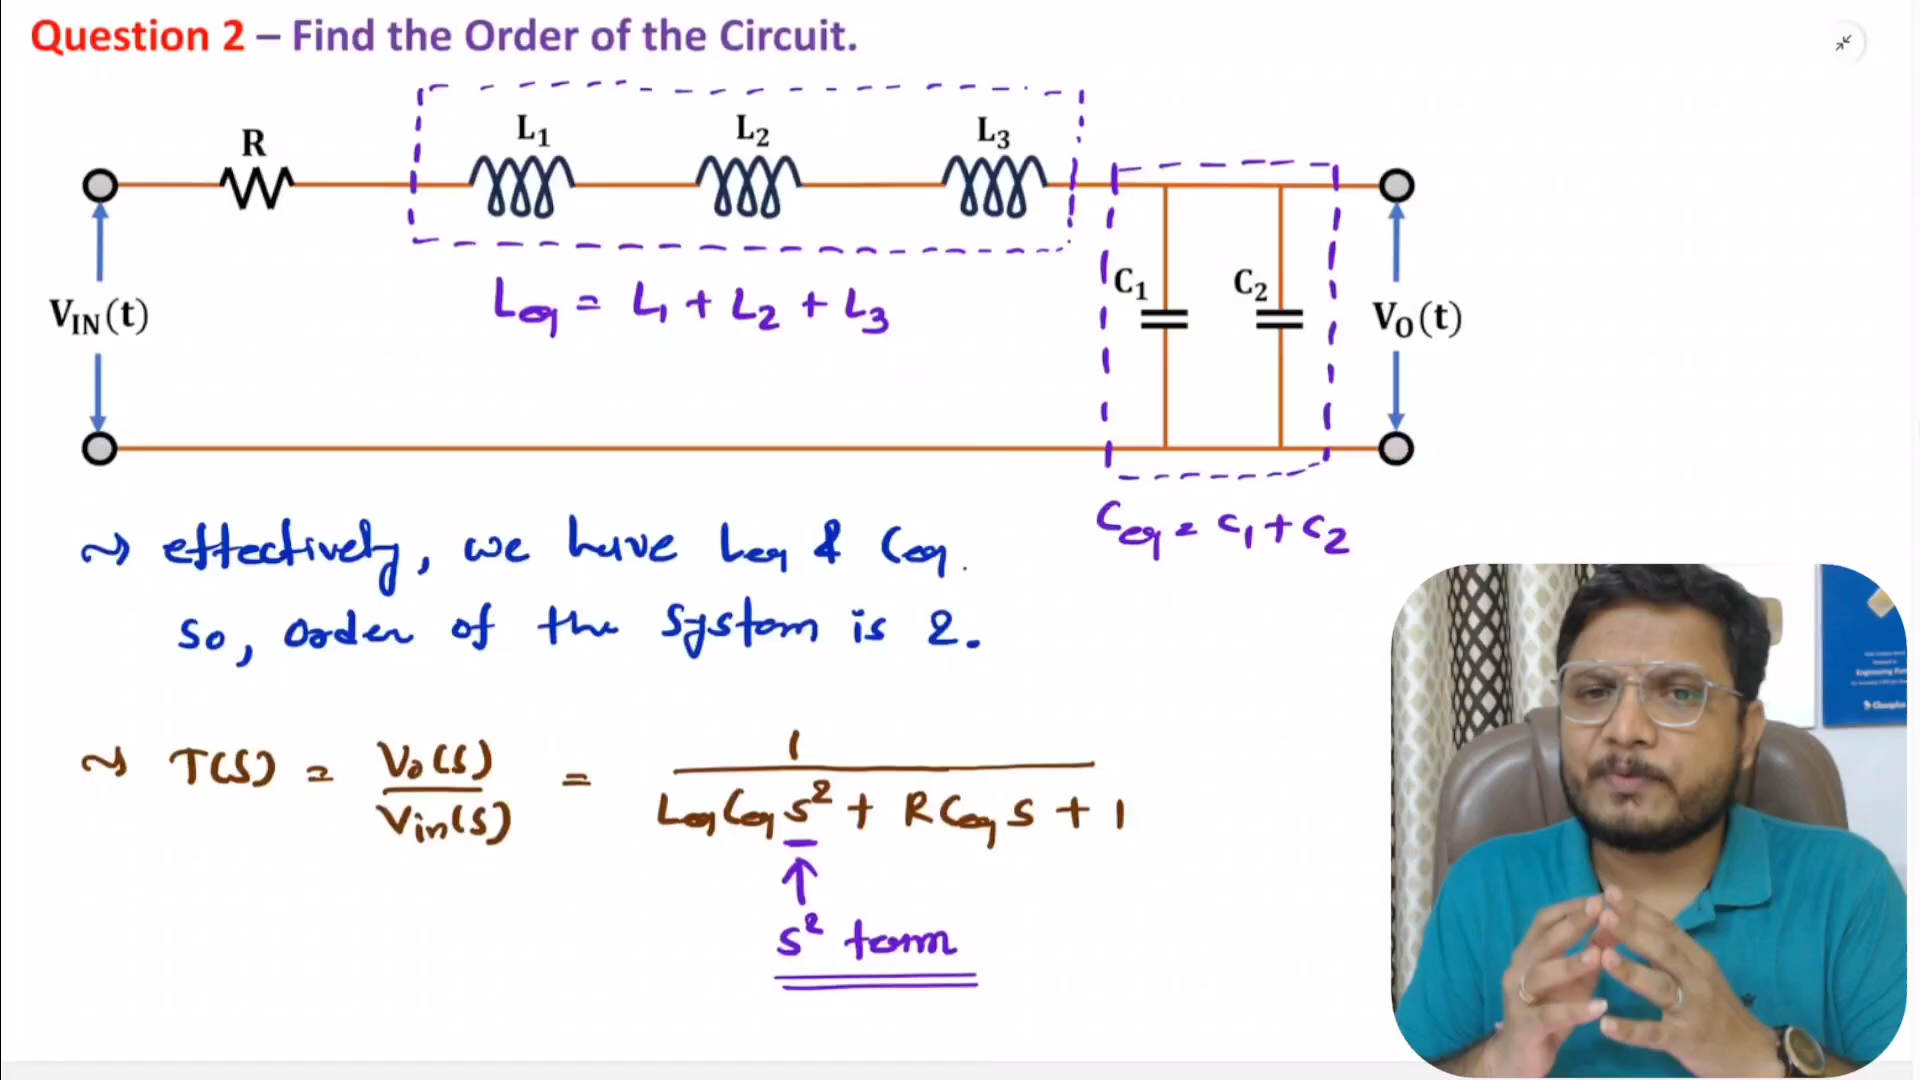 Question 2 – Find the Order of the Circuit.
R
L₁
L₂
L₃
C₁
C₂
V_IN(t)
V_O(t)
Leq = L₁ + L₂ + L₃
Ceq = C₁ + C₂
~) effectively, we have Leq & Ceq.
So, order of the system is 2.
~) T(s) = Vo(s) / Vin(s) = 1 / LeqCeq s² + RCeq s + 1
s² term